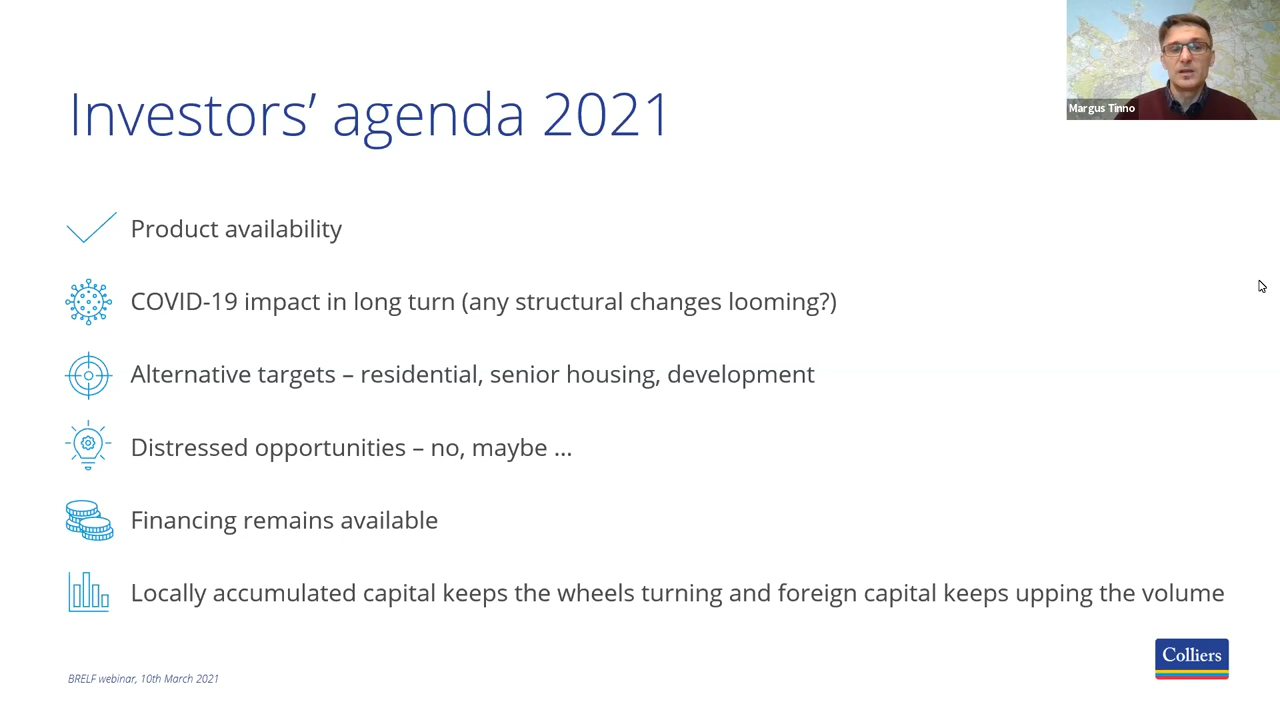 Margus Tinno
Investors’ agenda 2021
Product availability
COVID-19 impact in long turn (any structural changes looming?)
Alternative targets – residential, senior housing, development
Distressed opportunities – no, maybe ...
Financing remains available
Locally accumulated capital keeps the wheels turning and foreign capital keeps upping the volume
Colliers
BRELF webinar, 10th March 2021